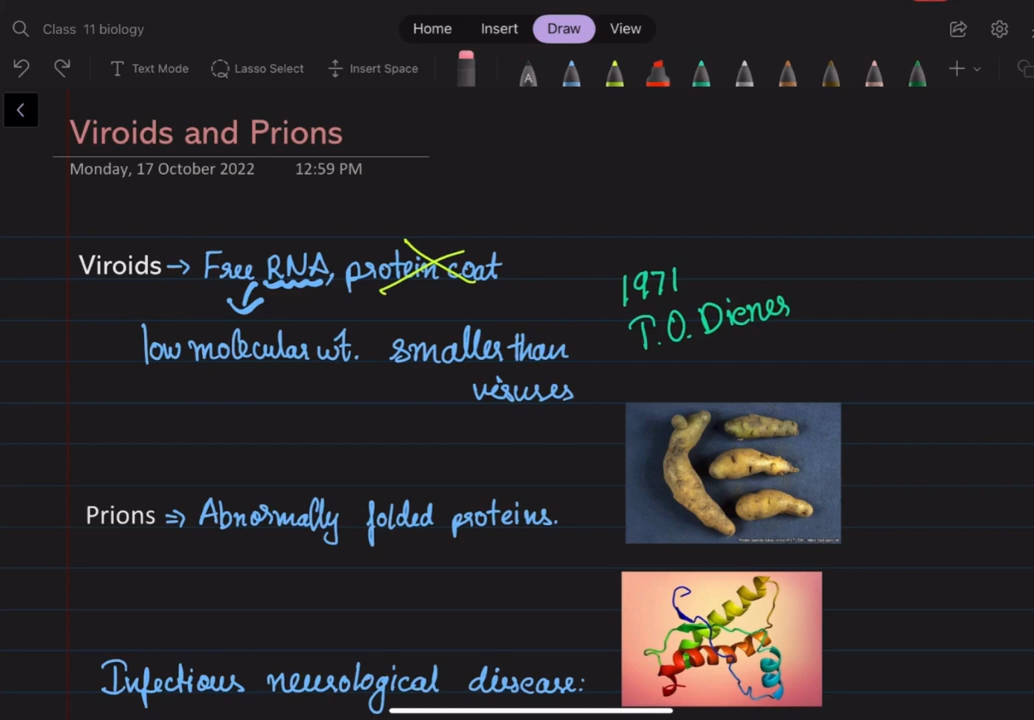 Class 11 biology
Home Insert Draw View
Text Mode Lasso Select Insert Space A
Viroids and Prions
Monday, 17 October 2022 12:59 PM
Viroids → Free RNA, protein coat
1971
T.O. Dienes
low molecular wt. smaller than
viruses
Prions ⇒ Abnormally folded proteins.
Infectious neurological disease: